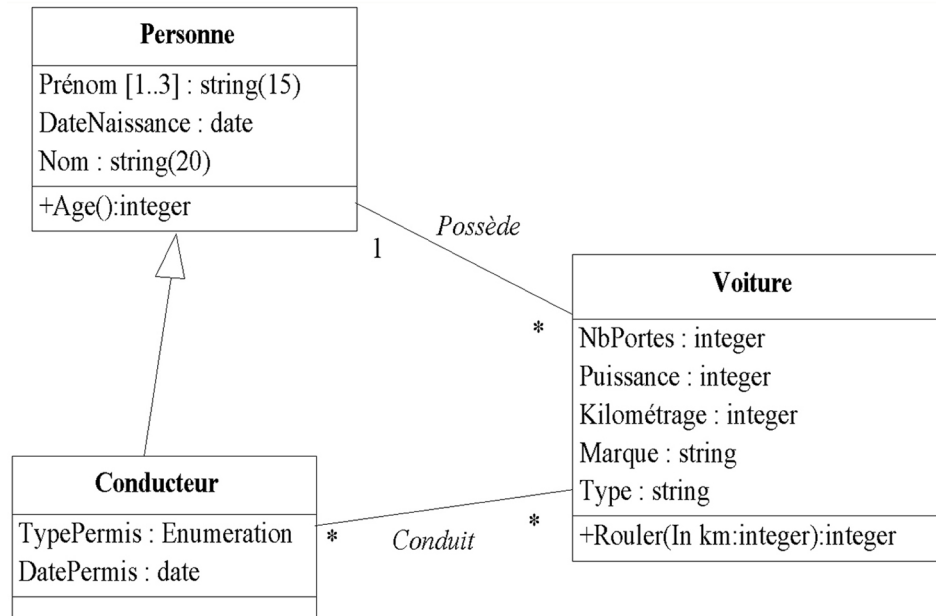 Personne
Prénom [1..3] : string(15)
DateNaissance : date
Nom : string(20)
+Age():integer
1
Possède
*
Voiture
NbPortes : integer
Puissance : integer
Kilométrage : integer
Marque : string
Type : string
+Rouler(In km:integer):integer
Conducteur
TypePermis : Enumeration
DatePermis : date
*
Conduit
*